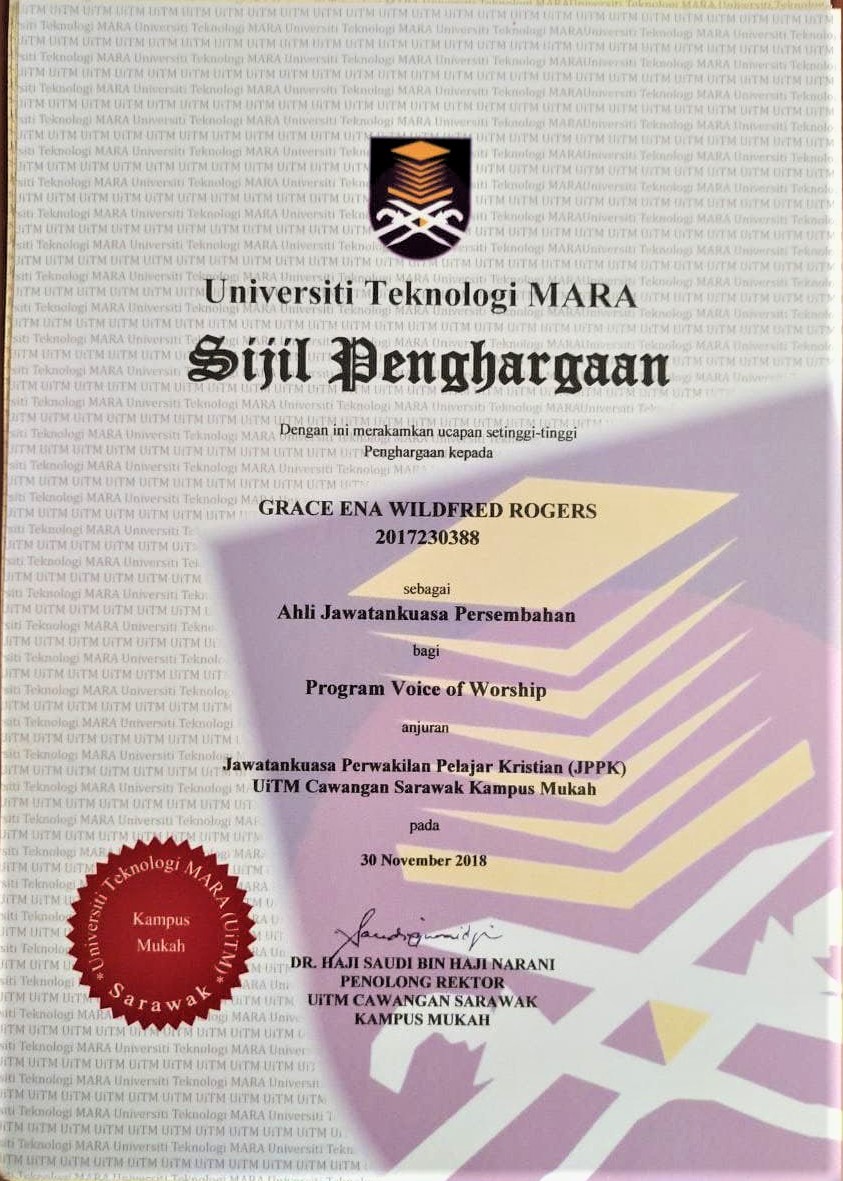 Universiti Teknologi MARA
Sijil Penghargaan
Dengan ini merakamkan ucapan setinggi-tinggi
Penghargaan kepada
GRACE ENA WILDFRED ROGERS
2017230388
sebagai
Ahli Jawatankuasa Persembahan
bagi
Program Voice of Worship
anjuran
Jawatankuasa Perwakilan Pelajar Kristian (JPPK)
UiTM Cawangan Sarawak Kampus Mukah
pada
30 November 2018
*Universiti Teknologi MARA (UiTM)*
Kampus
Mukah
Sarawak
DR. HAJI SAUDI BIN HAJI NARANI
PENOLONG REKTOR
UiTM CAWANGAN SARAWAK
KAMPUS MUKAH